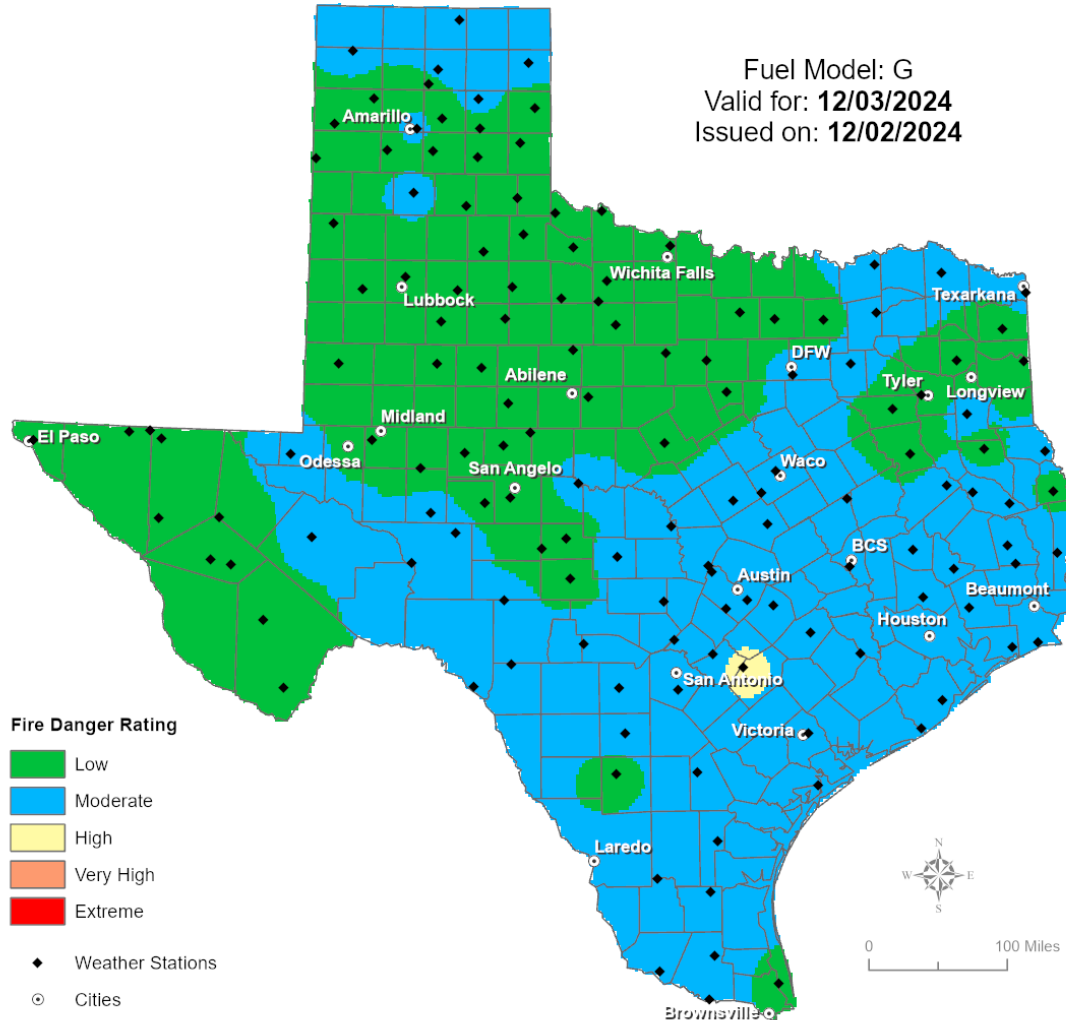 Fuel Model: G
Valid for: 12/03/2024
Issued on: 12/02/2024
Amarillo
Wichita Falls
Lubbock
Texarkana
DFW
Abilene
Tyler
Longview
Midland
El Paso
Odessa
San Angelo
Waco
BCS
Austin
Beaumont
Houston
San Antonio
Victoria
Laredo
Brownsville
Fire Danger Rating
Low
Moderate
High
Very High
Extreme
Weather Stations
Cities
N
W E
S
0 100 Miles